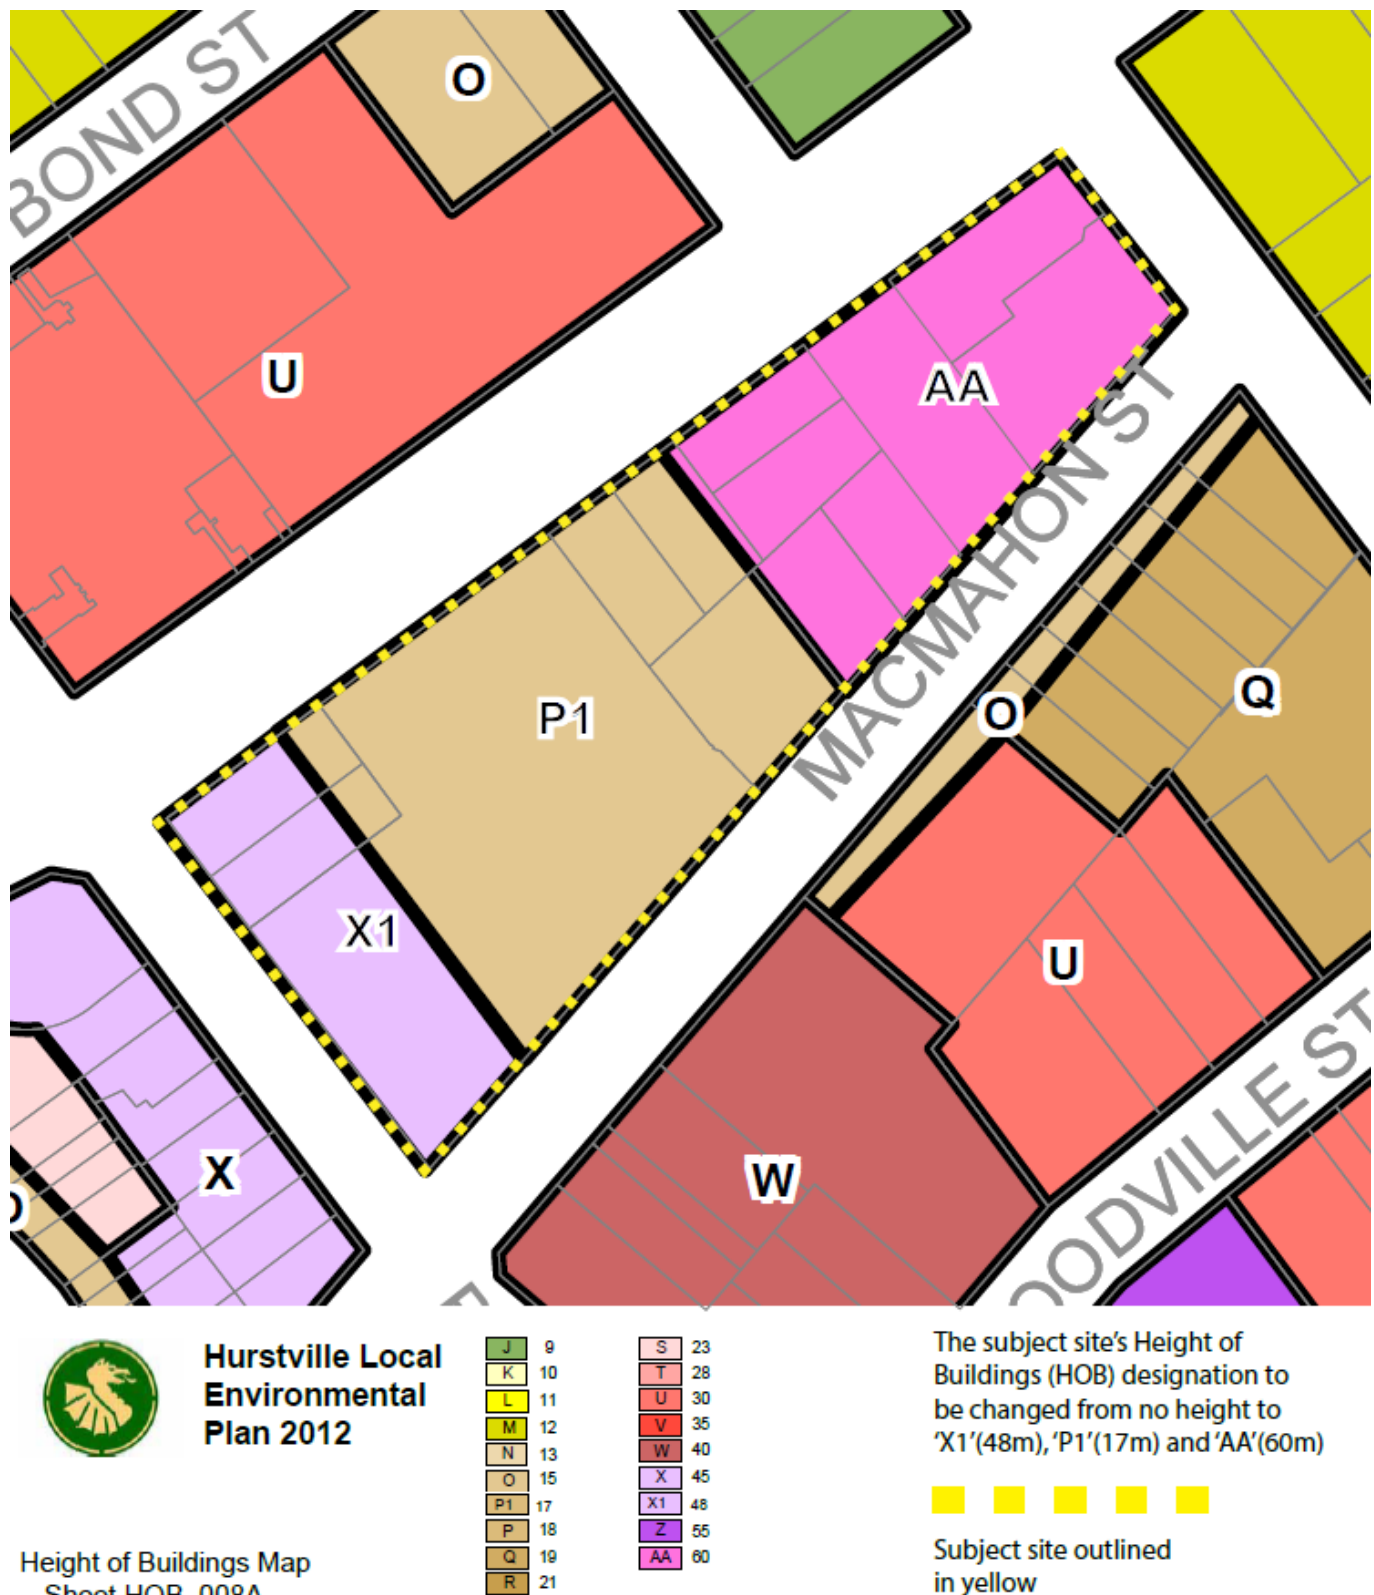 BOND ST
O
U
AA
MACMAHON ST
P1
O
Q
X1
U
X
W
OODVILLE ST
Hurstville Local
Environmental
Plan 2012
Height of Buildings Map
Sheet HOB_008A
J 9
K 10
L 11
M 12
N 13
O 15
P1 17
P 18
Q 19
R 21
S 23
T 28
U 30
V 35
W 40
X 45
X1 48
Z 55
AA 60
The subject site's Height of
Buildings (HOB) designation to
be changed from no height to
'X1'(48m), 'P1'(17m) and 'AA'(60m)
Subject site outlined
in yellow